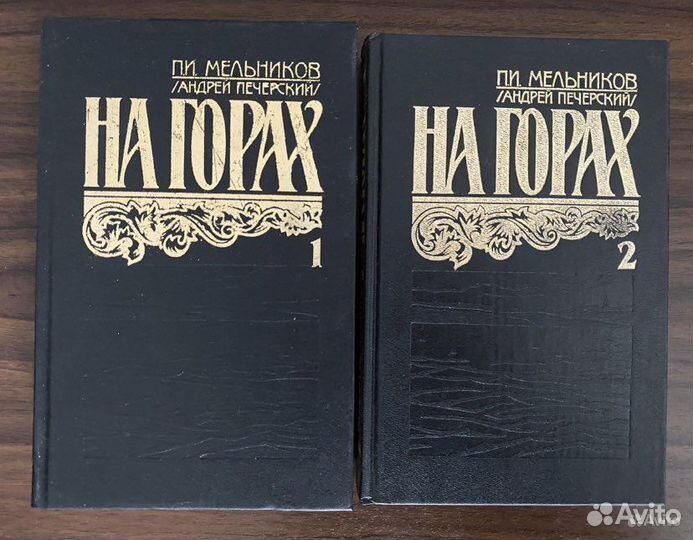 П.И. МЕЛЬНИКОВ
/АНДРЕЙ ПЕЧЕРСКИЙ/
НА ГОРАХ
1
П.И. МЕЛЬНИКОВ
/АНДРЕЙ ПЕЧЕРСКИЙ/
НА ГОРАХ
2
Avito